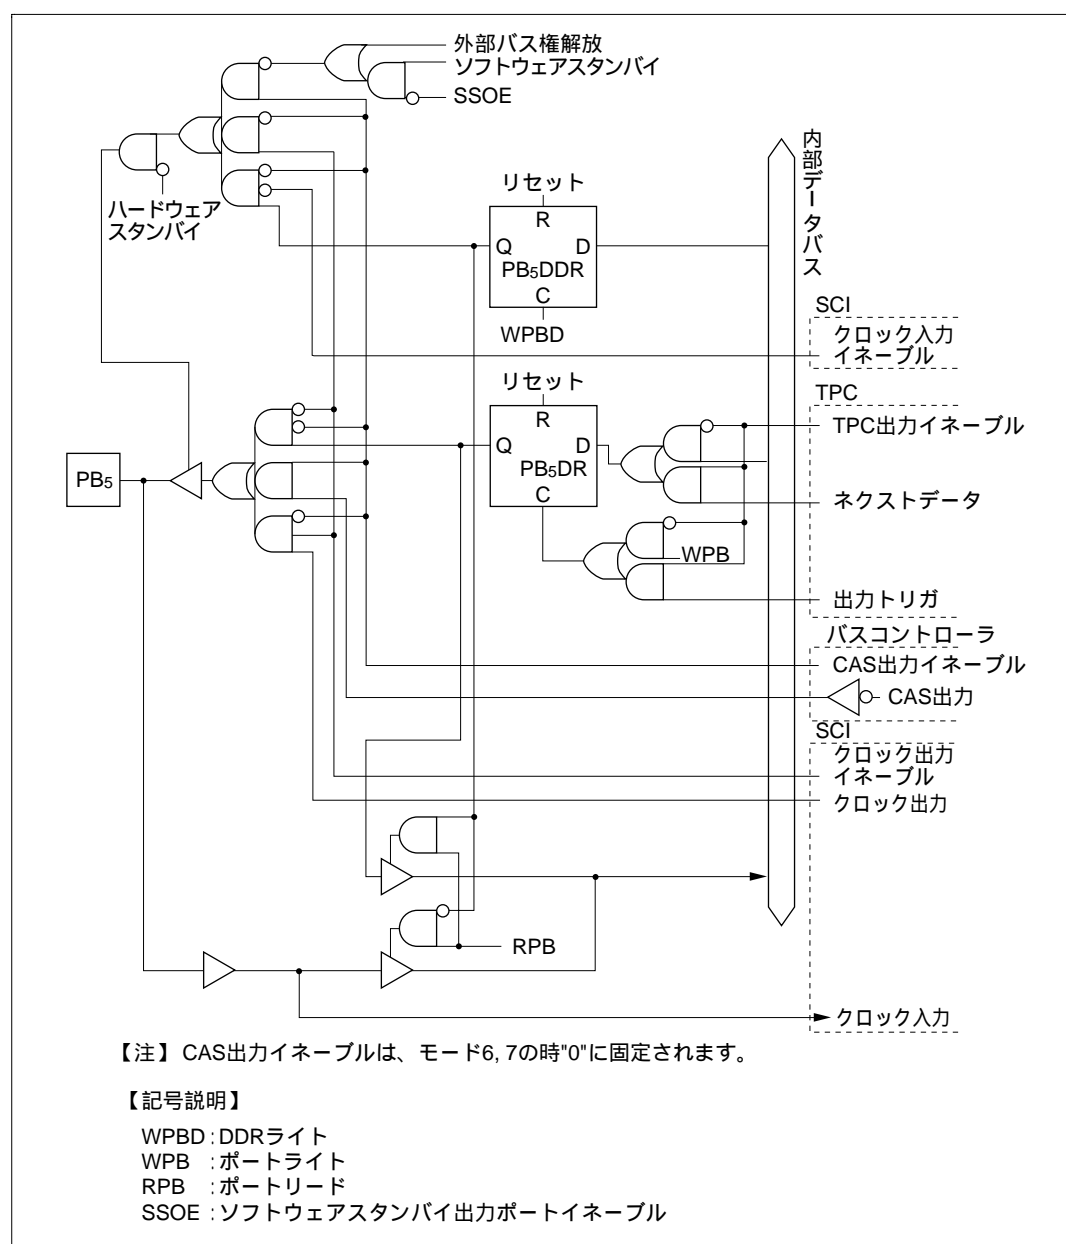 外部バス権解放
ソフトウェアスタンバイ
SSOE
ハードウェア
スタンバイ
内部データバス
リセット
R
Q
D
PB5DDR
C
WPBD
SCI
クロック入力
イネーブル
リセット
R
Q
D
PB5DR
C
TPC
TPC出力イネーブル
ネクストデータ
WPB
出力トリガ
PB5
バスコントローラ
CAS出力イネーブル
CAS出力
SCI
クロック出力
イネーブル
クロック出力
RPB
クロック入力
【注】 CAS出力イネーブルは、モード6, 7の時"0"に固定されます。
【記号説明】
WPBD : DDRライト
WPB : ポートライト
RPB : ポートリード
SSOE : ソフトウェアスタンバイ出力ポートイネーブル